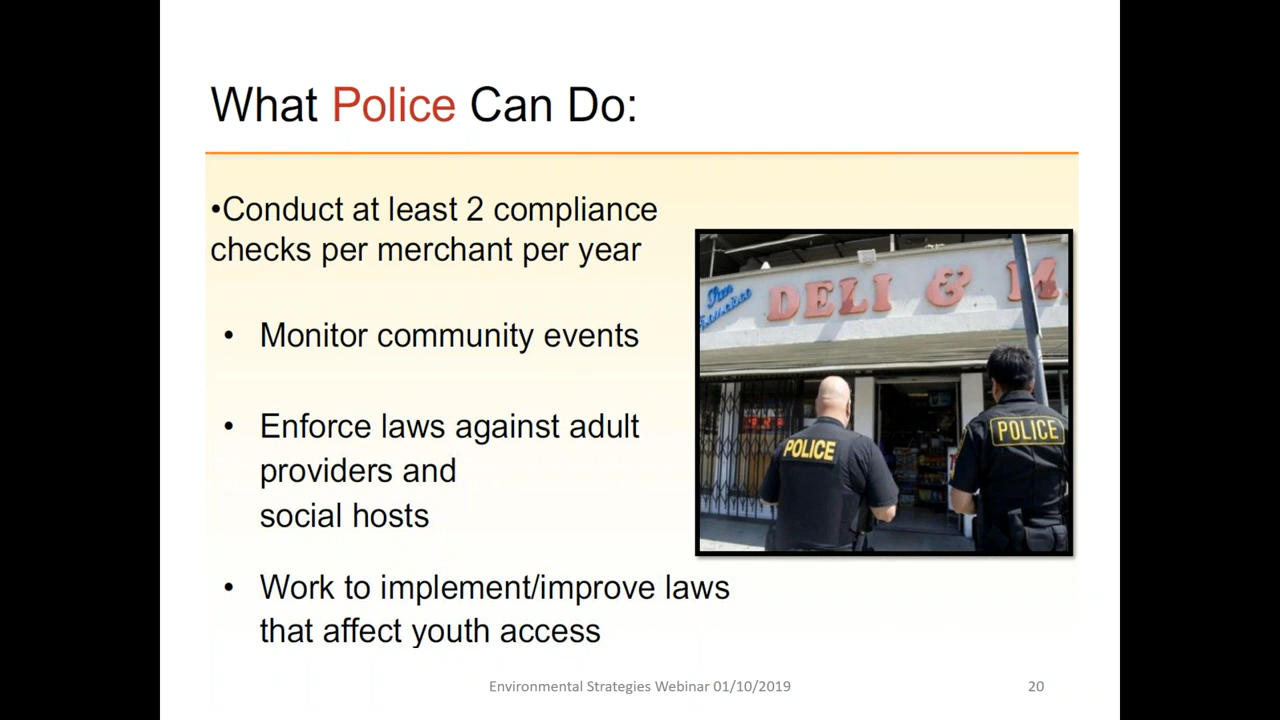 What Police Can Do:
•Conduct at least 2 compliance
checks per merchant per year
• Monitor community events
• Enforce laws against adult
providers and
social hosts
• Work to implement/improve laws
that affect youth access
DELI & M
POLICE
POLICE
Environmental Strategies Webinar 01/10/2019
20